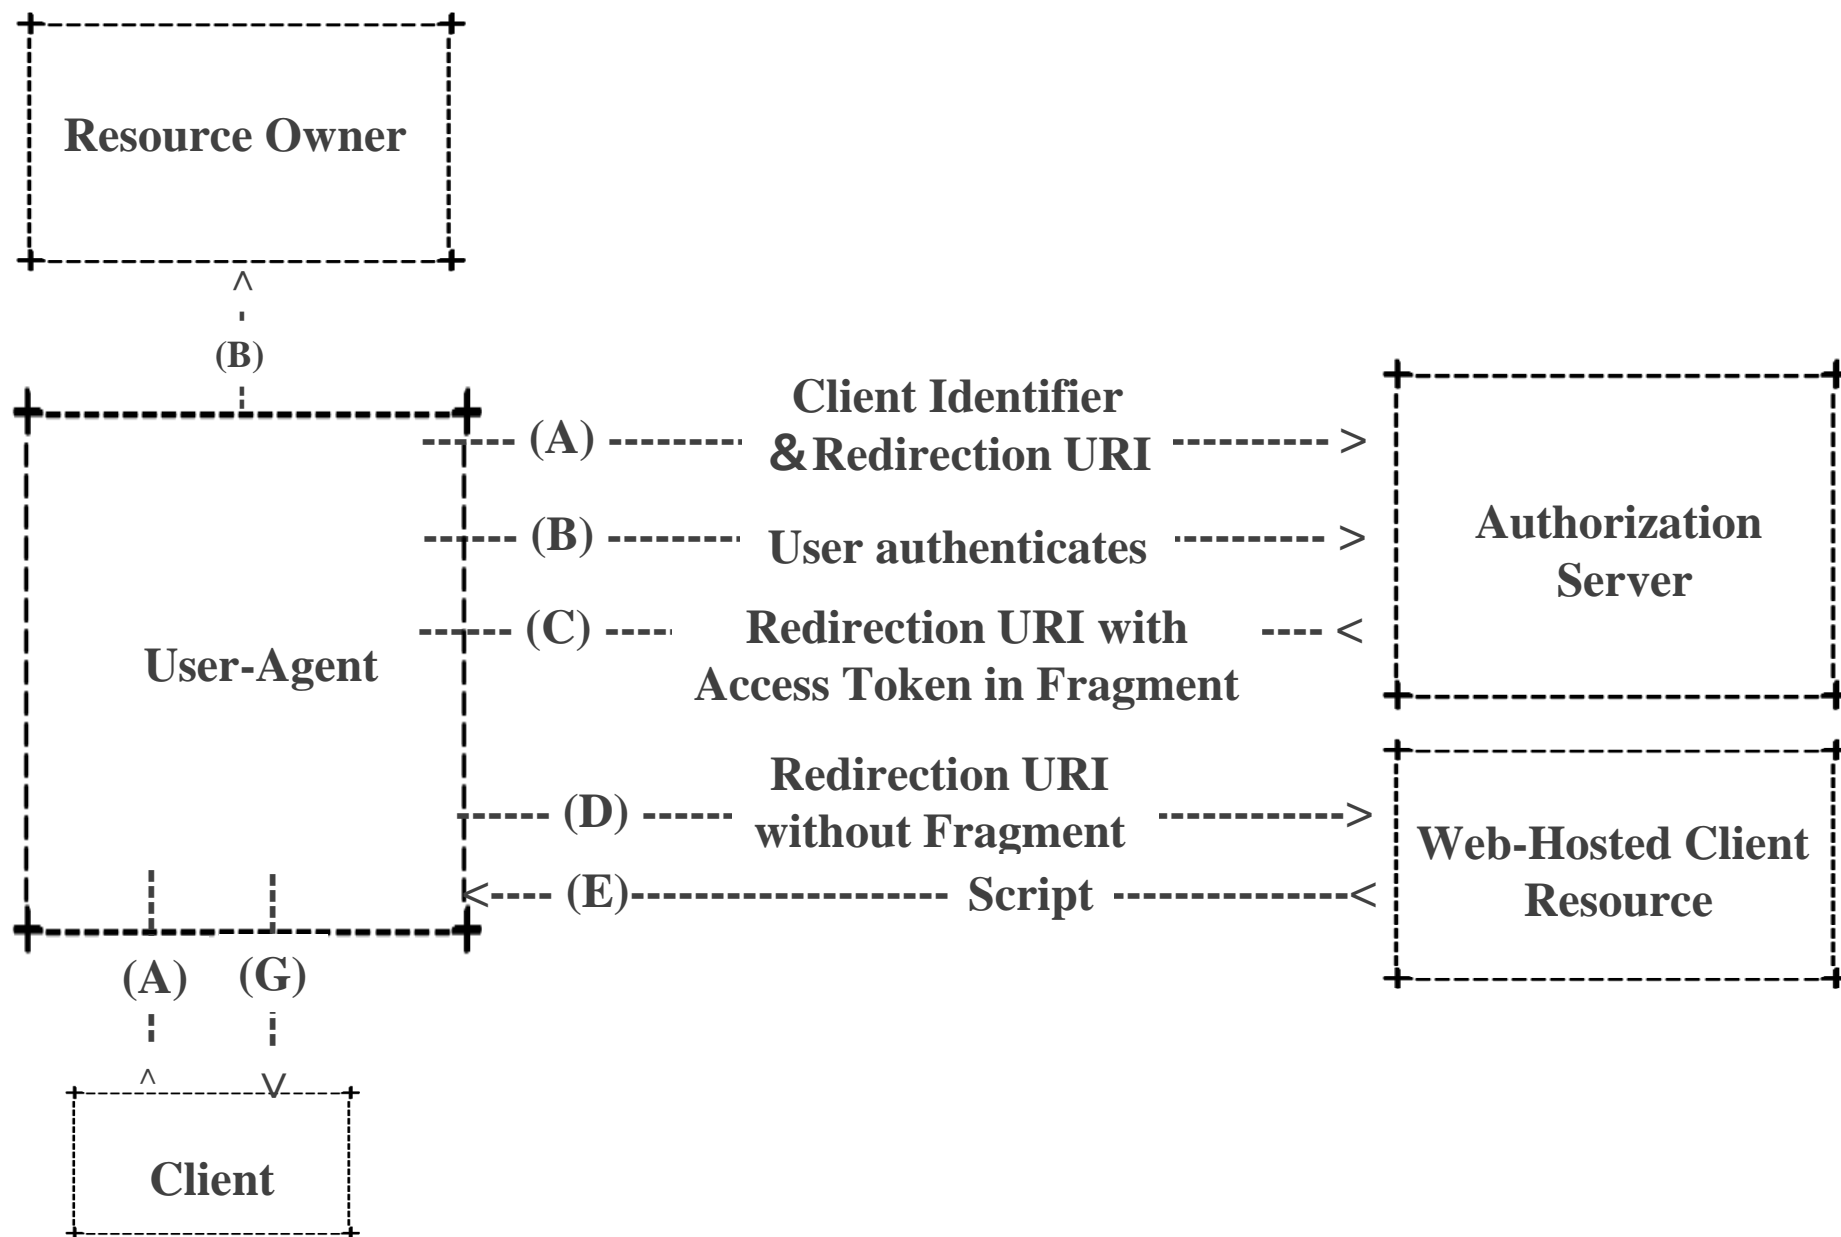 Resource Owner
(B)
Client Identifier
(A) &Redirection URI
(B) User authenticates
Authorization
Server
(C) Redirection URI with
Access Token in Fragment
User-Agent
Redirection URI
(D) without Fragment
(E) Script
Web-Hosted Client
Resource
(A) (G)
Client